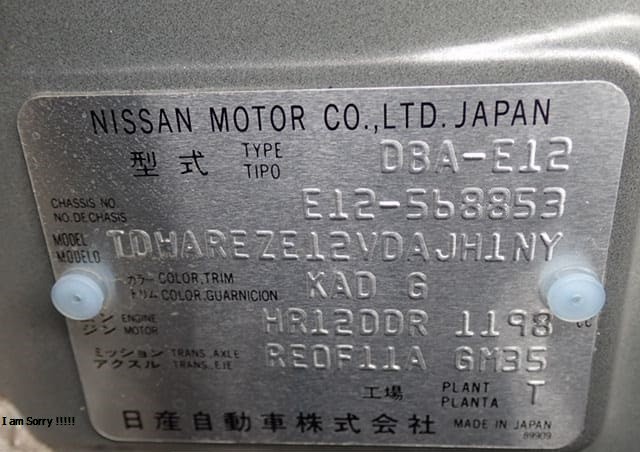 NISSAN MOTOR CO.,LTD. JAPAN
型式 TYPE TIPO DBA-E12
CHASSIS NO. NO.DE.CHASIS E12-568853
MODEL MODELO TDHAREZE12VDAJH1NY
カラー COLOR,TRIM トリム COLOR,GUARNICION KAD G
ジン ENGINE MOTOR HR12DDR 1198 cc
ミッション TRANS.,AXLE アクスル TRANS.,EJE RE0F11A GM35
工場 PLANT PLANTA T
日産自動車株式会社 MADE IN JAPAN
89909
I am Sorry !!!!!